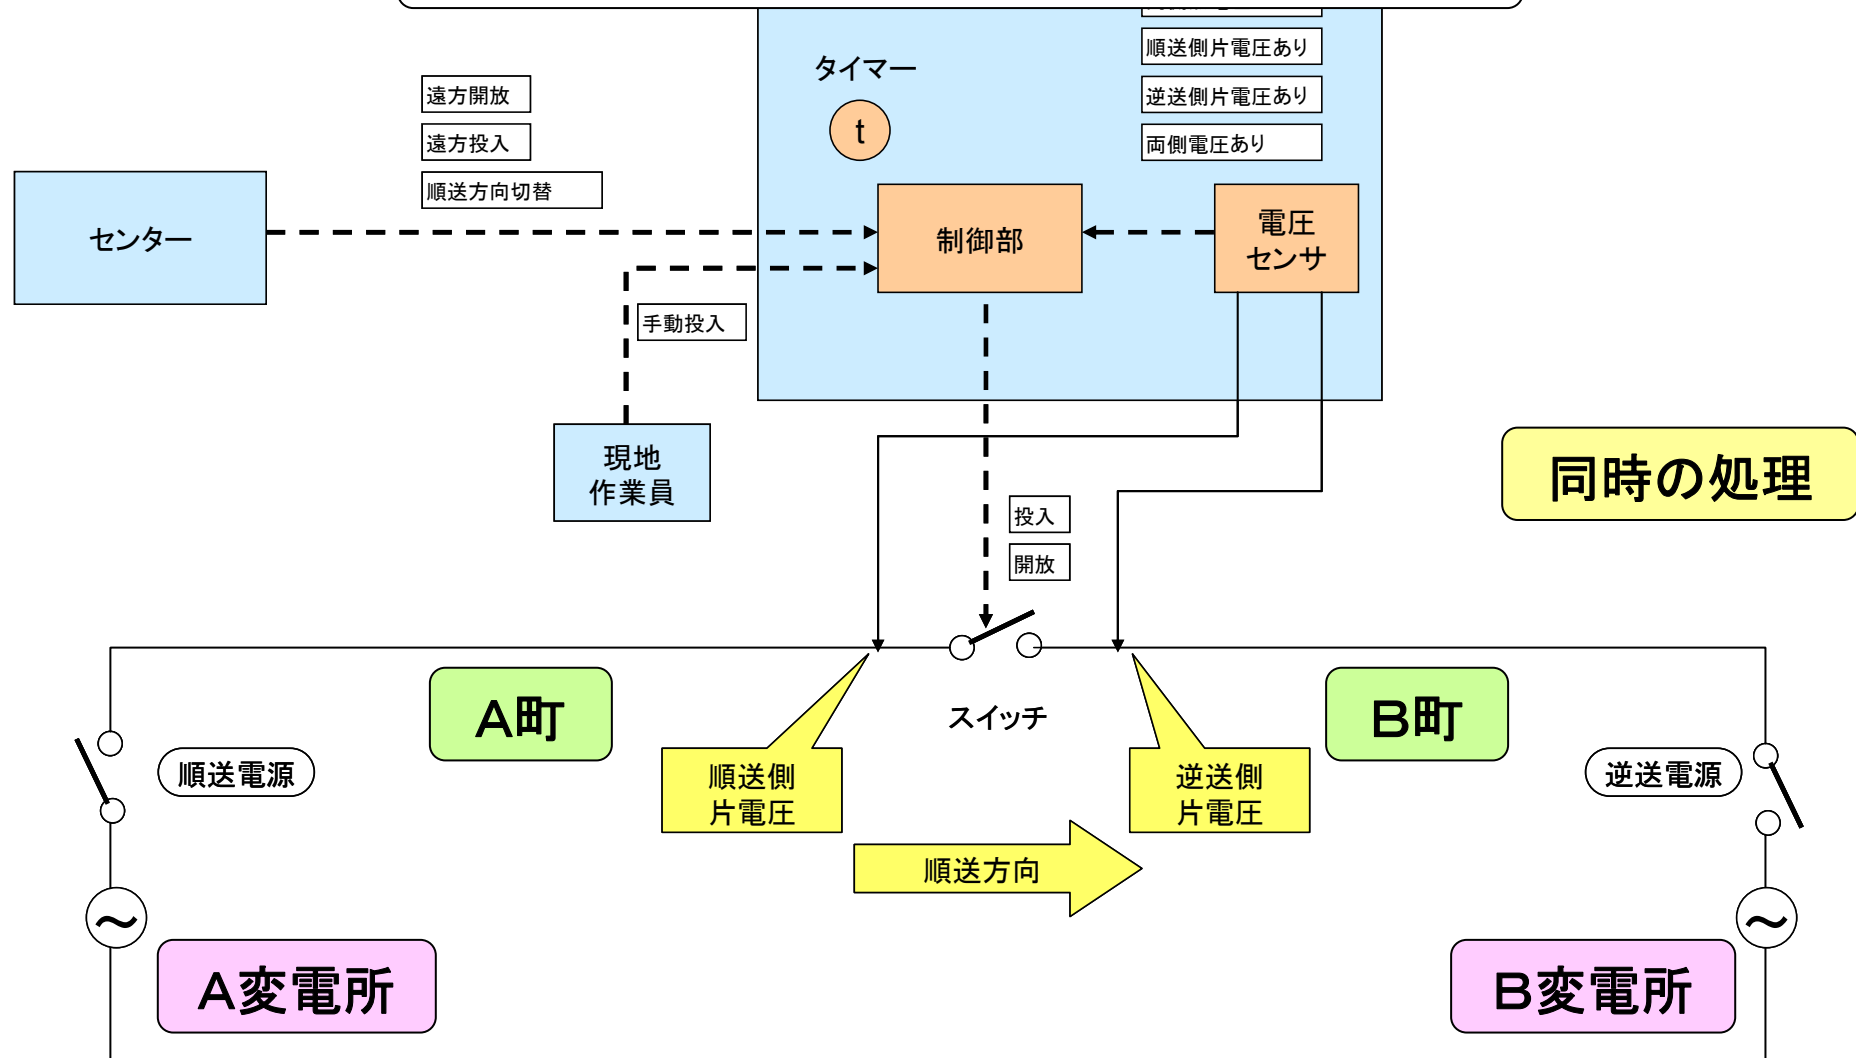 順送側片電圧あり
タイマー
遠方開放
逆送側片電圧あり
t
遠方投入
両側電圧あり
順送方向切替
センター
制御部
電圧
センサ
手動投入
現地
作業員
同時の処理
投入
開放
A町
スイッチ
B町
順送電源
順送側
片電圧
逆送側
片電圧
逆送電源
順送方向
A変電所
B変電所